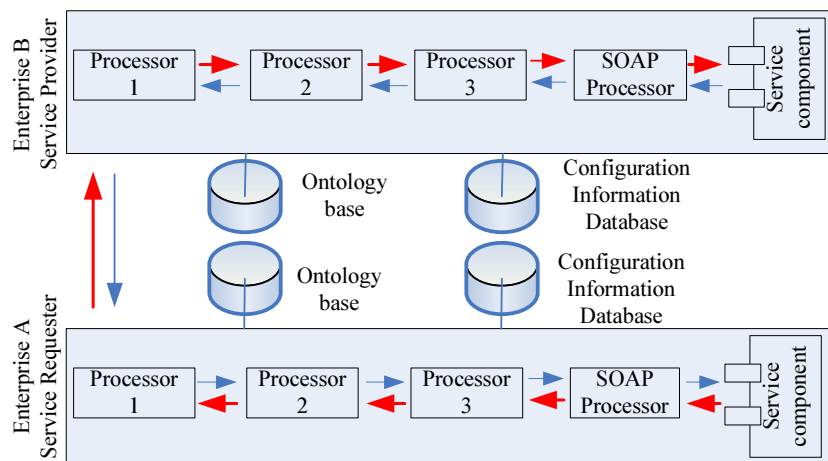 Enterprise B
Service Provider
Processor
1
Processor
2
Processor
3
SOAP
Processor
Service
component
Ontology
base
Configuration
Information
Database
Ontology
base
Configuration
Information
Database
Enterprise A
Service Requester
Processor
1
Processor
2
Processor
3
SOAP
Processor
Service
component